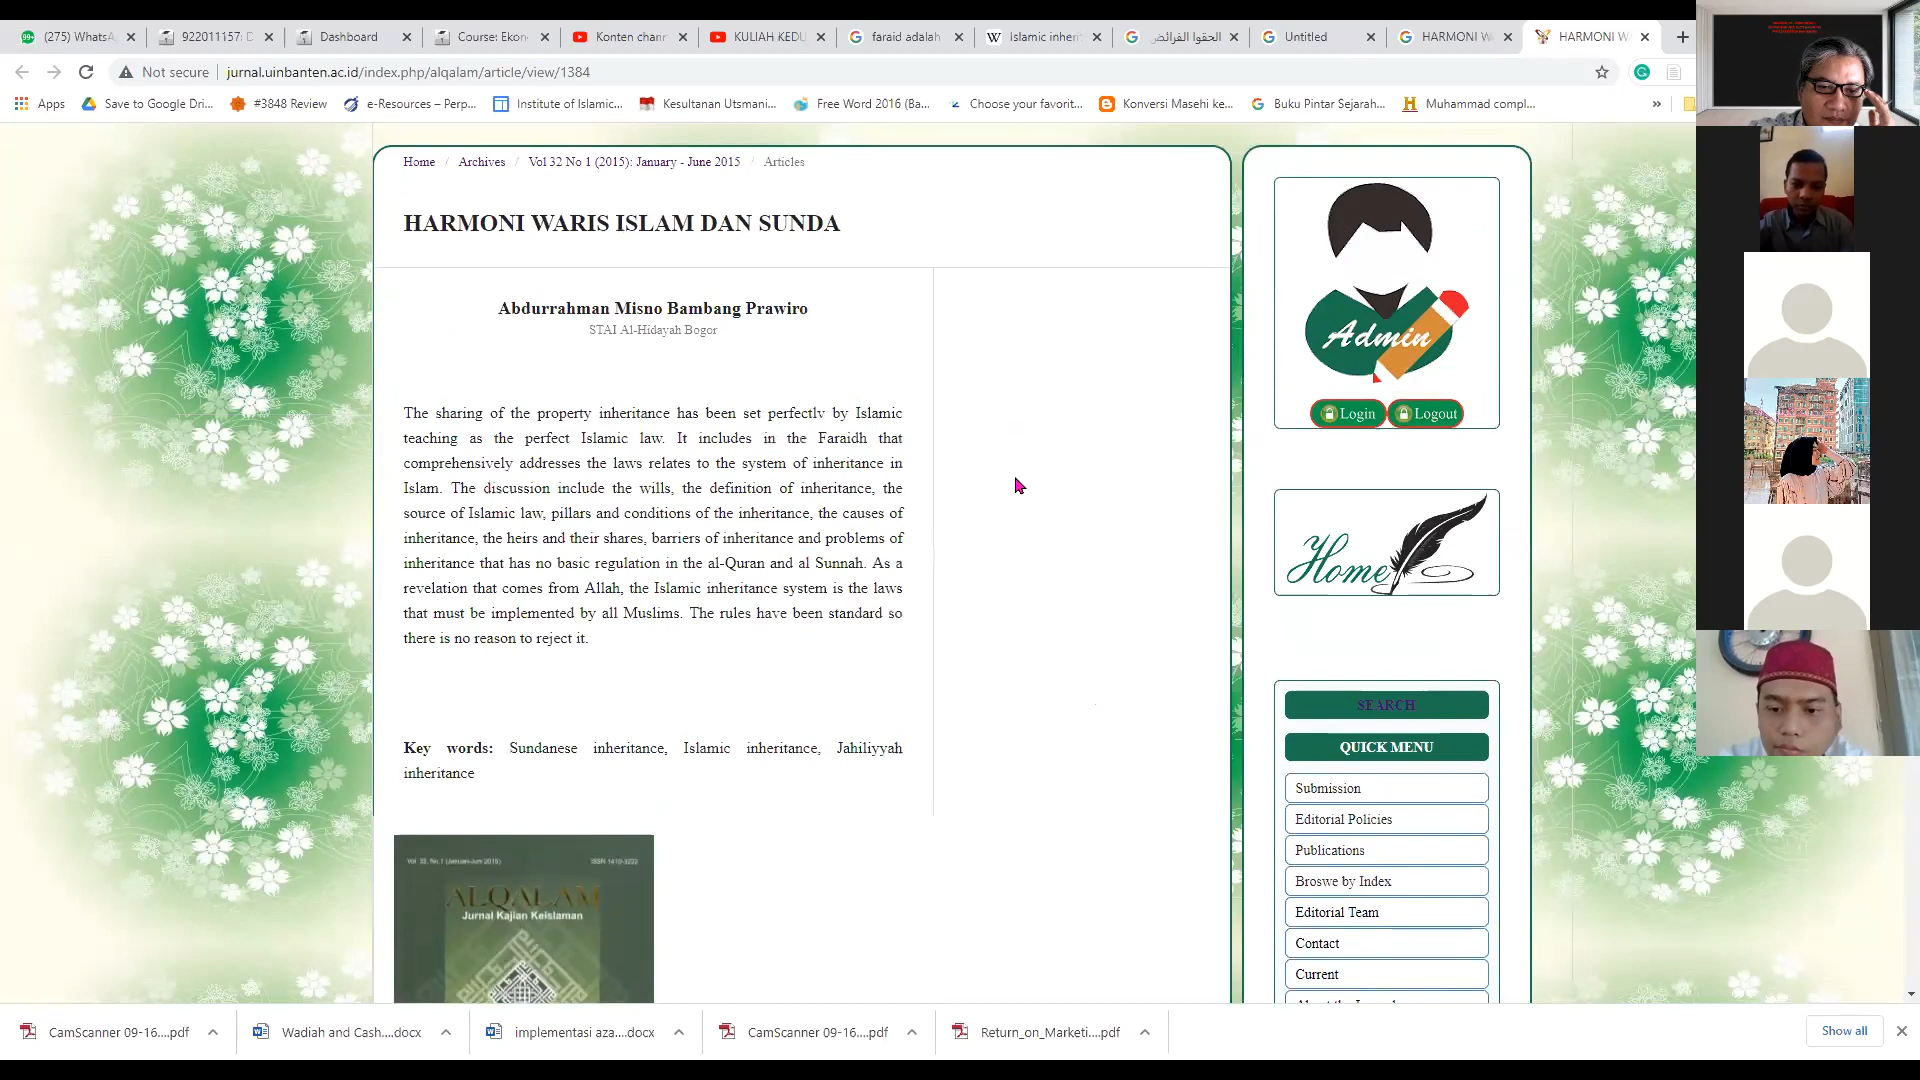 99+
(275) WhatsA
922011157: D
Dashboard
Course: Ekon
Konten chann
KULIAH KEDU
faraid adalah
Islamic inheri
الحقوا الفرائض
Untitled
HARMONI W
HARMONI W
Not secure
jurnal.uinbanten.ac.id/index.php/alqalam/article/view/1384
Apps
Save to Google Dri...
#3848 Review
e-Resources – Perp...
Institute of Islamic...
Kesultanan Utsmani...
Free Word 2016 (Ba...
Choose your favorit...
Konversi Masehi ke...
Buku Pintar Sejarah...
Muhammad compl...
»
Home / Archives / Vol 32 No 1 (2015): January - June 2015 / Articles
HARMONI WARIS ISLAM DAN SUNDA
Abdurrahman Misno Bambang Prawiro
STAI Al-Hidayah Bogor
The sharing of the property inheritance has been set perfectly by Islamic
teaching as the perfect Islamic law. It includes in the Faraidh that
comprehensively addresses the laws relates to the system of inheritance in
Islam. The discussion include the wills, the definition of inheritance, the
source of Islamic law, pillars and conditions of the inheritance, the causes of
inheritance, the heirs and their shares, barriers of inheritance and problems of
inheritance that has no basic regulation in the al-Quran and al Sunnah. As a
revelation that comes from Allah, the Islamic inheritance system is the laws
that must be implemented by all Muslims. The rules have been standard so
there is no reason to reject it.
Key words: Sundanese inheritance, Islamic inheritance, Jahiliyyah
inheritance
Vol. 32, No.1 (Januari-Juni 2015)
ISSN 1410-3222
ALQALAM
Jurnal Kajian Keislaman
Admin
Login
Logout
Home
SEARCH
QUICK MENU
Submission
Editorial Policies
Publications
Broswe by Index
Editorial Team
Contact
Current
CamScanner 09-16....pdf
Wadiah and Cash....docx
implementasi aza....docx
CamScanner 09-16....pdf
Return_on_Marketi....pdf
Show all